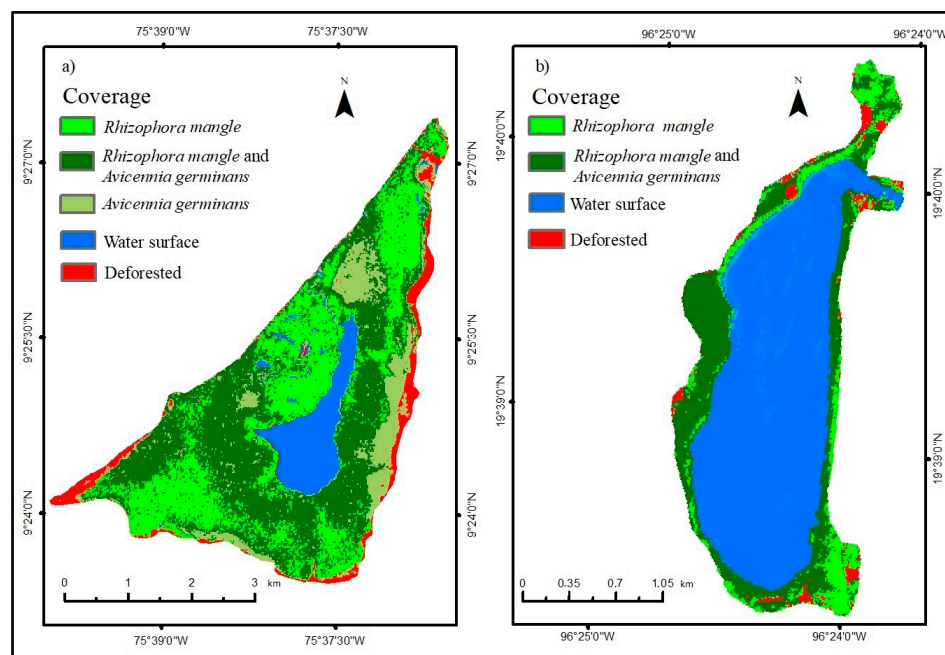 75°39'0"W 75°37'30"W
96°25'0"W 96°24'0"W
a)
N
Coverage
Rhizophora mangle
Rhizophora mangle and
Avicennia germinans
Avicennia germinans
Water surface
Deforested
9°27'0"N
9°25'30"N
9°24'0"N
9°27'0"N
9°25'30"N
9°24'0"N
0 1 2 3 km
75°39'0"W 75°37'30"W
b)
N
Coverage
Rhizophora mangle
Rhizophora mangle and
Avicennia germinans
Water surface
Deforested
19°40'0"N
19°39'0"N
19°40'0"N
19°39'0"N
0 0.35 0.7 1.05 km
96°25'0"W 96°24'0"W